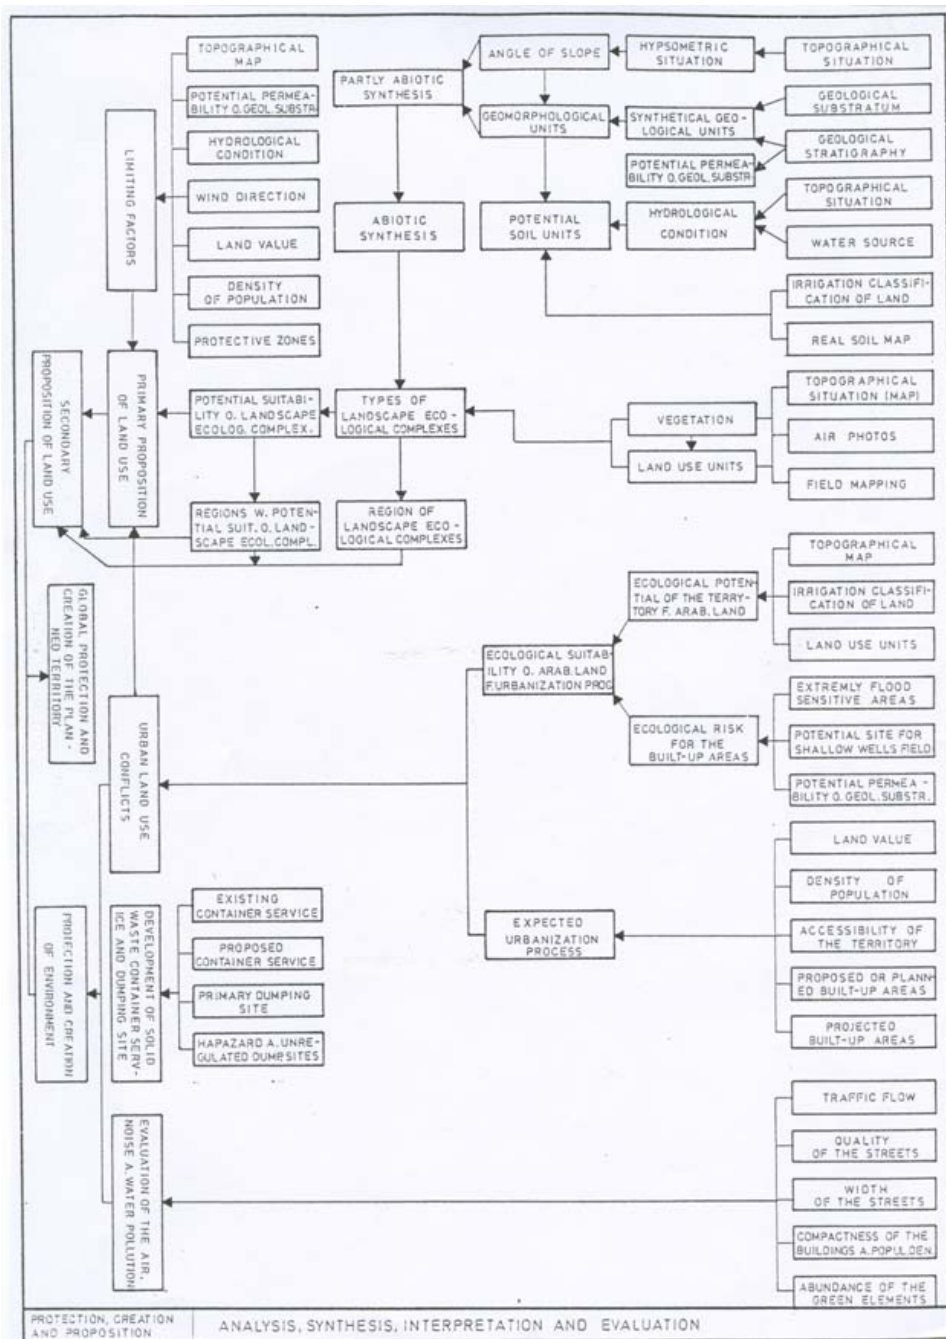 TOPOGRAPHICAL
MAP
POTENTIAL PERMEA-
BILITY O. GEOL. SUBSTR.
HYDROLOGICAL
CONDITION
WIND DIRECTION
LAND VALUE
DENSITY
OF POPULATION
PROTECTIVE ZONES
LIMITING FACTORS
PARTLY ABIOTIC
SYNTHESIS
ABIOTIC
SYNTHESIS
ANGLE OF SLOPE
GEOMORPHOLOGICAL
UNITS
POTENTIAL
SOIL UNITS
HYPSOMETRIC
SITUATION
SYNTHETICAL GEO-
LOGICAL UNITS
POTENTIAL PERMEA-
BILITY O. GEOL. SUBSTR.
HYDROLOGICAL
CONDITION
TOPOGRAPHICAL
SITUATION
GEOLOGICAL
SUBSTRATUM
GEOLOGICAL
STRATIGRAPHY
TOPOGRAPHICAL
SITUATION
WATER SOURCE
IRRIGATION CLASSIFI-
CATION OF LAND
REAL SOIL MAP
SECONDARY
PROPOSITION OF LAND USE
PRIMARY PROPOSITION
OF LAND USE
POTENTIAL SUITABI-
LITY O. LANDSCAPE
ECOLOG. COMPLEX.
TYPES OF
LANDSCAPE ECO-
LOGICAL COMPLEXES
REGIONS W. POTEN-
TIAL SUIT. O. LAND-
SCAPE ECOL. COMPL.
REGION OF
LANDSCAPE ECO-
LOGICAL COMPLEXES
VEGETATION
LAND USE UNITS
TOPOGRAPHICAL
SITUATION (MAP)
AIR PHOTOS
FIELD MAPPING
GLOBAL PROTECTION AND
CREATION OF THE PLAN-
NED TERRITORY
URBAN LAND USE
CONFLICTS
ECOLOGICAL SUITAB-
ILITY O. ARAB. LAND
F. URBANIZATION PROC
ECOLOGICAL POTEN-
TIAL OF THE TERRI-
TORY F. ARAB. LAND
ECOLOGICAL RISK
FOR THE
BUILT-UP AREAS
TOPOGRAPHICAL
MAP
IRRIGATION CLASSIFI-
CATION OF LAND
LAND USE UNITS
EXTREMLY FLOOD
SENSITIVE AREAS
POTENTIAL SITE FOR
SHALLOW WELLS FIELD
POTENTIAL PERMEA-
BILITY O. GEOL. SUBSTR.
LAND VALUE
DENSITY OF
POPULATION
ACCESSIBILITY OF
THE TERRITORY
PROPOSED OR PLANN-
ED BUILT-UP AREAS
PROJECTED
BUILT-UP AREAS
EXPECTED
URBANIZATION
PROCESS
PROTECTION AND CREATION
OF ENVIRONMENT
DEVELOPMENT OF SOLID
WASTE CONTAINER SERV-
ICE AND DUMPING SITE
EXISTING
CONTAINER SERVICE
PROPOSED
CONTAINER SERVICE
PRIMARY DUMPING
SITE
HAPAZARD A. UNRE-
GULATED DUMPSITES
EVALUATION OF THE AIR,
NOISE A. WATER POLLUTION
TRAFFIC FLOW
QUALITY
OF THE STREETS
WIDTH
OF THE STREETS
COMPACTNESS OF THE
BUILDINGS A. POPUL. DEN.
ABUNDANCE OF THE
GREEN ELEMENTS
PROTECTION, CREATION
AND PROPOSITION
ANALYSIS, SYNTHESIS, INTERPRETATION AND EVALUATION